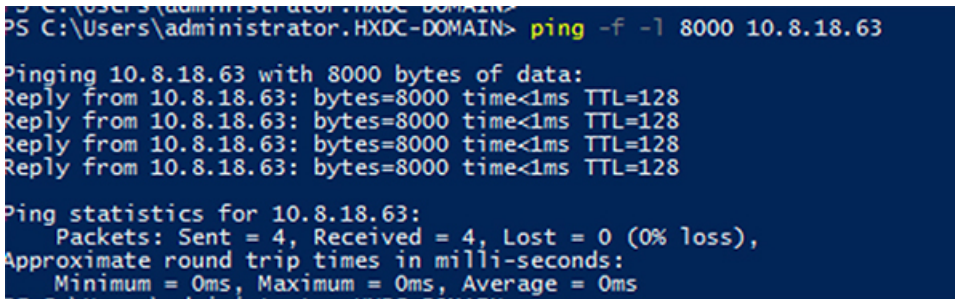 PS C:\Users\administrator.HXDC-DOMAIN>
PS C:\Users\administrator.HXDC-DOMAIN> ping -f -l 8000 10.8.18.63
Pinging 10.8.18.63 with 8000 bytes of data:
Reply from 10.8.18.63: bytes=8000 time<1ms TTL=128
Reply from 10.8.18.63: bytes=8000 time<1ms TTL=128
Reply from 10.8.18.63: bytes=8000 time<1ms TTL=128
Reply from 10.8.18.63: bytes=8000 time<1ms TTL=128
Ping statistics for 10.8.18.63:
Packets: Sent = 4, Received = 4, Lost = 0 (0% loss),
Approximate round trip times in milli-seconds:
Minimum = 0ms, Maximum = 0ms, Average = 0ms